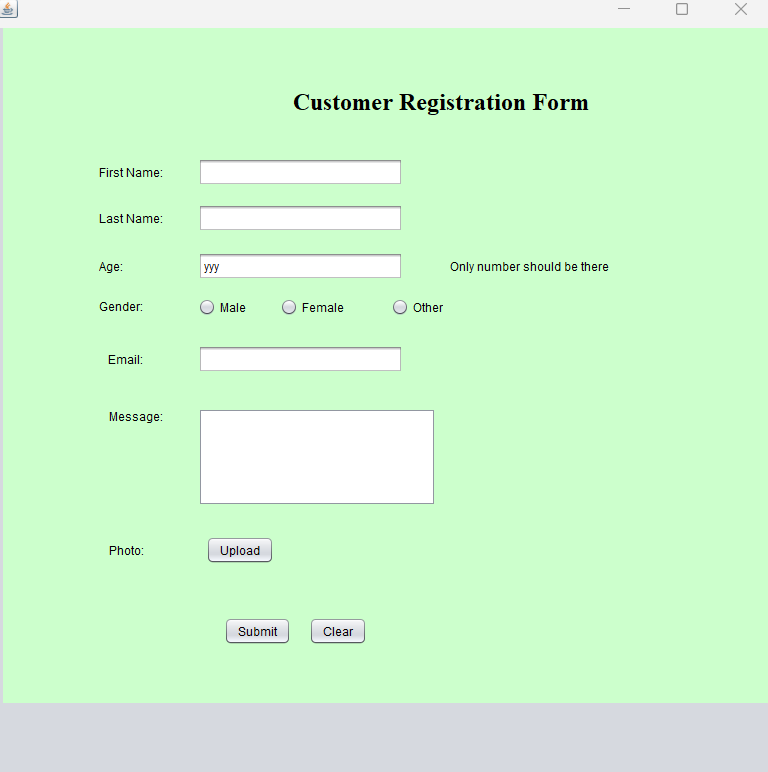 Customer Registration Form
First Name:
Last Name:
Age: yyy Only number should be there
Gender: Male Female Other
Email:
Message:
Photo: Upload
Submit Clear